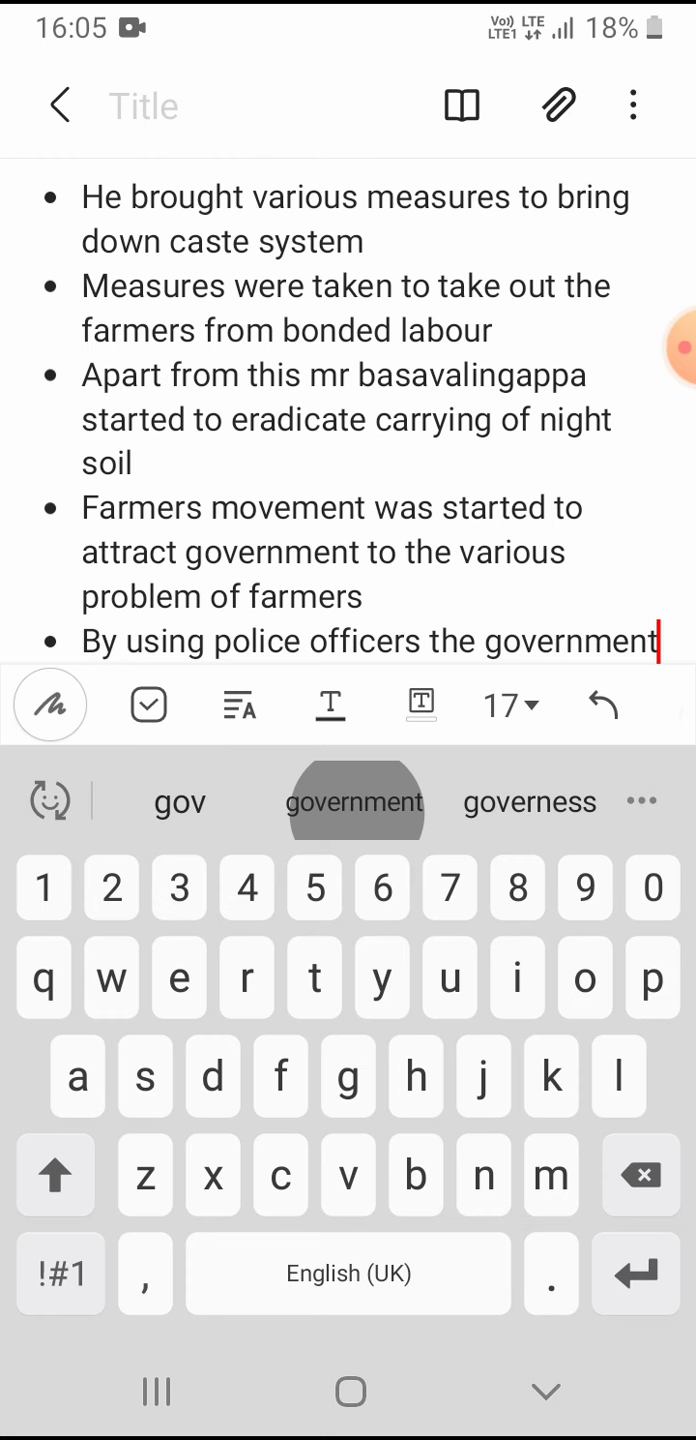 16:05 Vo) LTE LTE1 18%
Title
• He brought various measures to bring
down caste system
• Measures were taken to take out the
farmers from bonded labour
• Apart from this mr basavalingappa
started to eradicate carrying of night
soil
• Farmers movement was started to
attract government to the various
problem of farmers
• By using police officers the government
A T T 17
gov government governess
1 2 3 4 5 6 7 8 9 0
q w e r t y u i o p
a s d f g h j k l
z x c v b n m
!#1 , English (UK) .